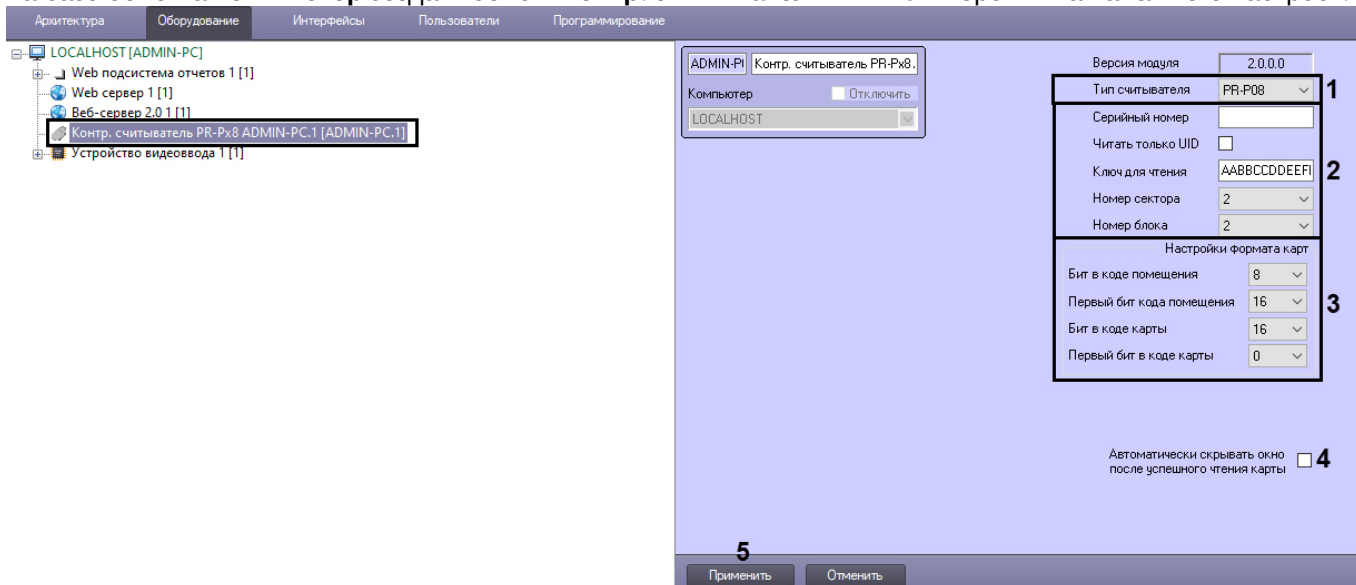 Архитектура Оборудование Интерфейсы Пользователи Программирование
LOCALHOST [ADMIN-PC]
Web подсистема отчетов 1 [1]
Web сервер 1 [1]
Веб-сервер 2.0 1 [1]
Контр. считыватель PR-Px8 ADMIN-PC.1 [ADMIN-PC.1]
Устройство видеоввода 1 [1]
ADMIN-PI Контр. считыватель PR-Px8.
Компьютер Отключить
LOCALHOST
Версия модуля 2.0.0.0
Тип считывателя PR-P08 1
Серийный номер
Читать только UID
Ключ для чтения AABBCCDDEEFI 2
Номер сектора 2
Номер блока 2
Настройки формата карт
Бит в коде помещения 8
Первый бит кода помещения 16 3
Бит в коде карты 16
Первый бит в коде карты 0
Автоматически скрывать окно
после успешного чтения карты 4
5
Применить Отменить